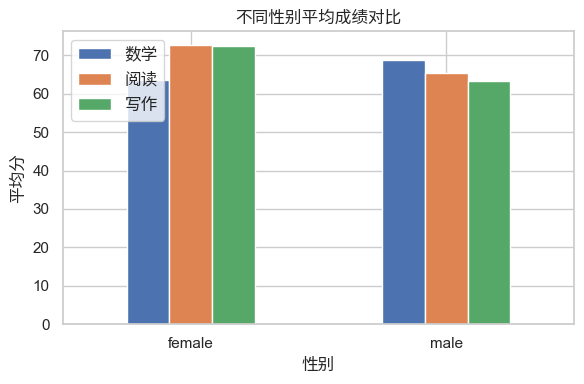 不同性别平均成绩对比
数学
阅读
写作
平均分
70
60
50
40
30
20
10
0
female
male
性别